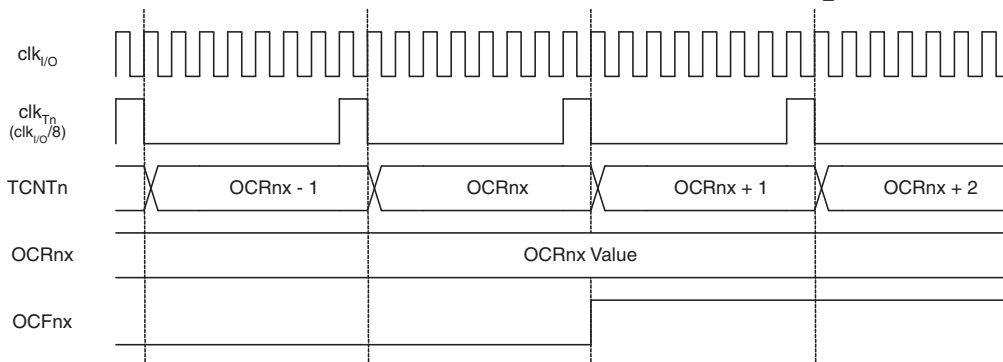 clkI/O
clkTn
(clkI/O/8)
TCNTn OCRnx - 1 OCRnx OCRnx + 1 OCRnx + 2
OCRnx OCRnx Value
OCFnx